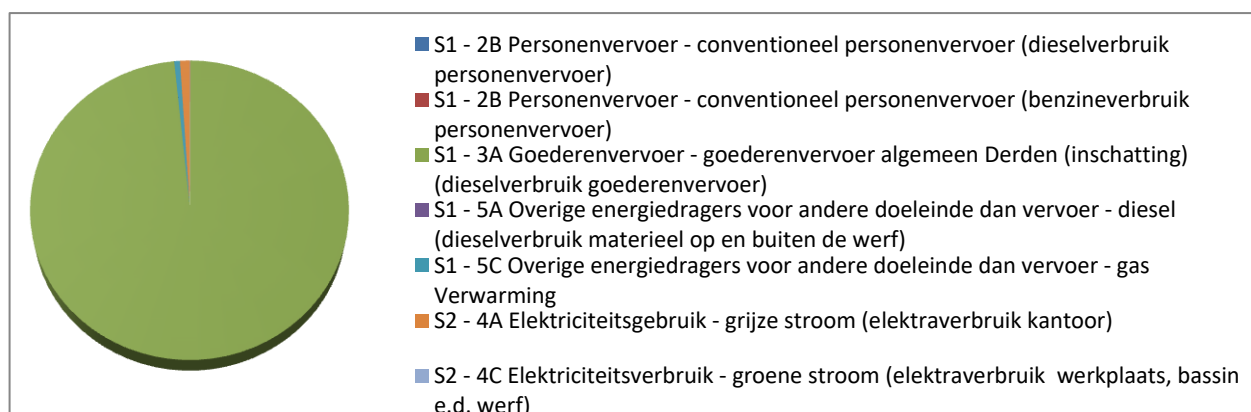 S1 - 2B Personenvervoer - conventioneel personenvervoer (dieselverbruik
personenvervoer)
S1 - 2B Personenvervoer - conventioneel personenvervoer (benzineverbruik
personenvervoer)
S1 - 3A Goederenvervoer - goederenvervoer algemeen Derden (inschatting)
(dieselverbruik goederenvervoer)
S1 - 5A Overige energiedragers voor andere doeleinde dan vervoer - diesel
(dieselverbruik materieel op en buiten de werf)
S1 - 5C Overige energiedragers voor andere doeleinde dan vervoer - gas
Verwarming
S2 - 4A Elektriciteitsgebruik - grijze stroom (elektraverbruik kantoor)
S2 - 4C Elektriciteitsverbruik - groene stroom (elektraverbruik werkplaats, bassin
e.d. werf)